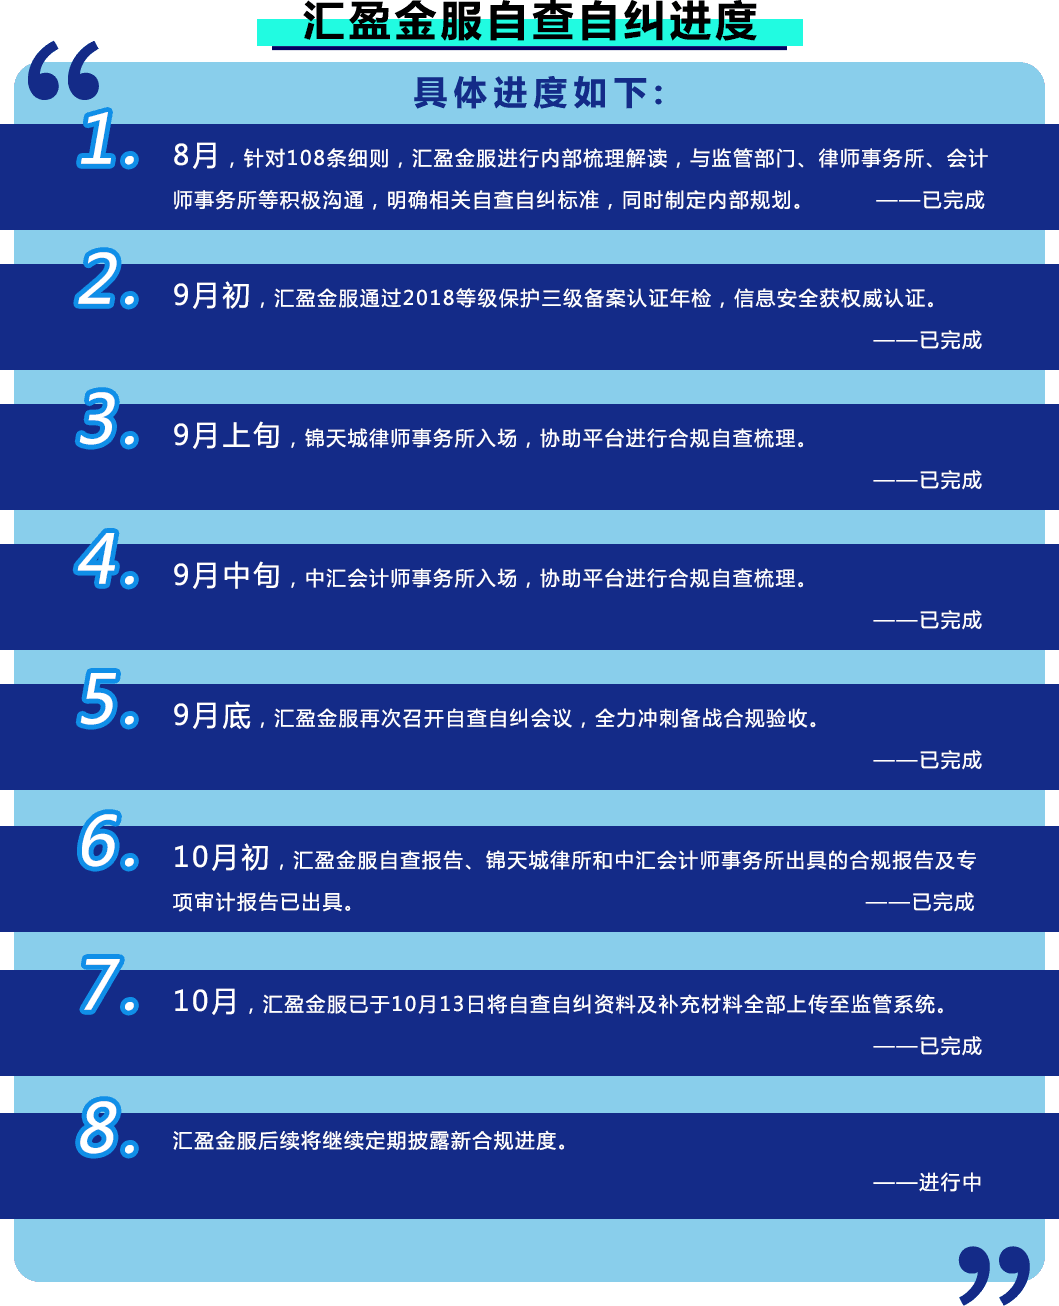 汇盈金服自查自纠进度
具体进度如下：
1.
8月，针对108条细则，汇盈金服进行内部梳理解读，与监管部门、律师事务所、会计
师事务所等积极沟通，明确相关自查自纠标准，同时制定内部规划。 ——已完成
2.
9月初，汇盈金服通过2018等级保护三级备案认证年检，信息安全获权威认证。
——已完成
3.
9月上旬，锦天城律师事务所入场，协助平台进行合规自查梳理。
——已完成
4.
9月中旬，中汇会计师事务所入场，协助平台进行合规自查梳理。
——已完成
5.
9月底，汇盈金服再次召开自查自纠会议，全力冲刺备战合规验收。
——已完成
6.
10月初，汇盈金服自查报告、锦天城律所和中汇会计师事务所出具的合规报告及专
项审计报告已出具。 ——已完成
7.
10月，汇盈金服已于10月13日将自查自纠资料及补充材料全部上传至监管系统。
——已完成
8.
汇盈金服后续将继续定期披露新合规进度。
——进行中